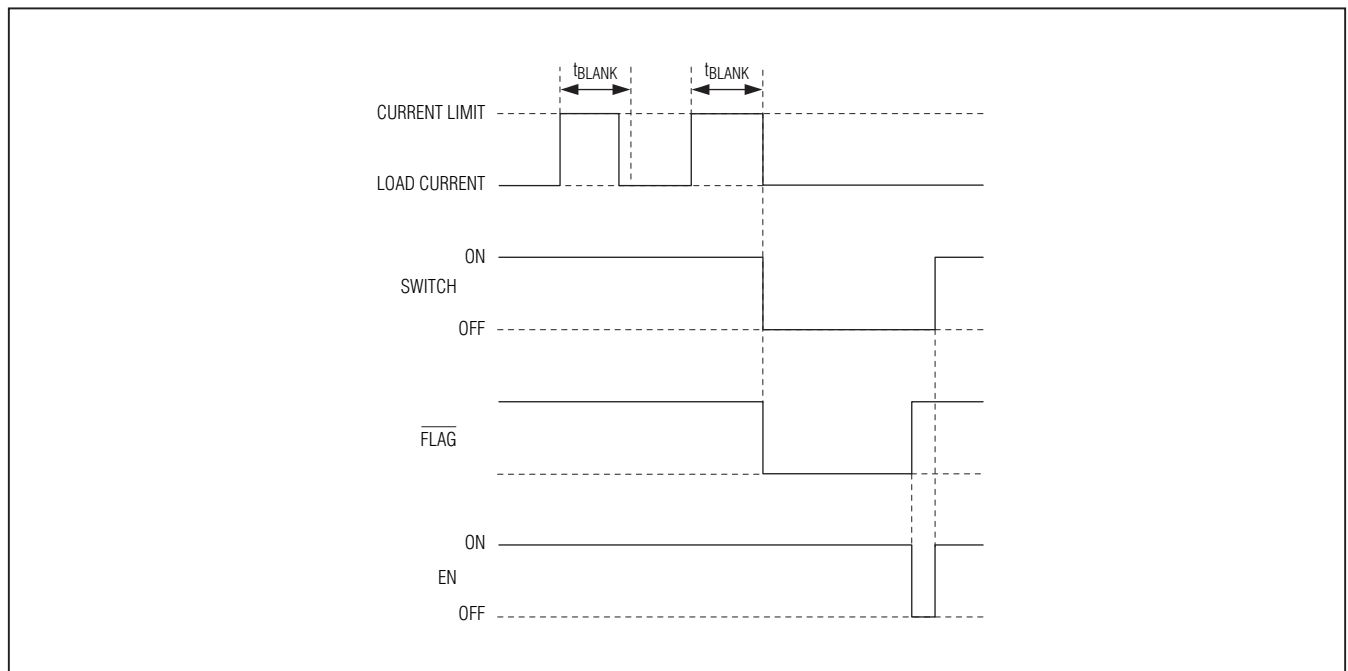 tBLANK tBLANK
CURRENT LIMIT
LOAD CURRENT
ON
SWITCH
OFF
FLAG
ON
EN
OFF